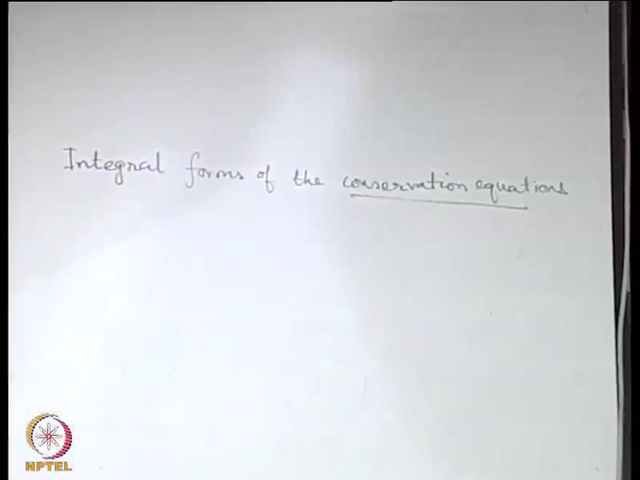 Integral forms of the conservation equations
NPTEL